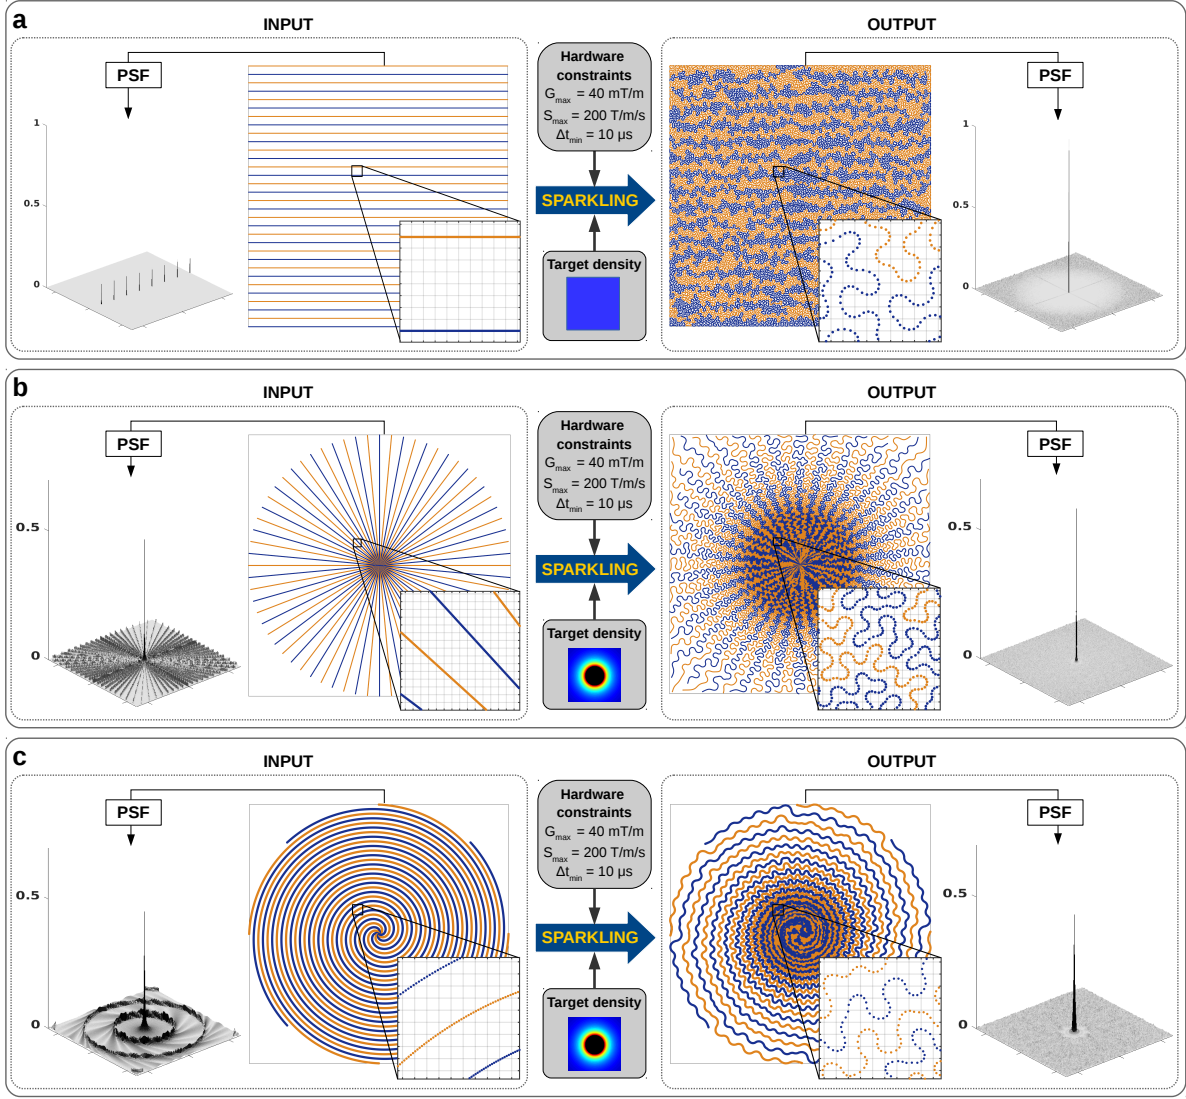 a
INPUT
OUTPUT
PSF
1
0.5
0
Hardware
constraints
Gmax = 40 mT/m
Smax = 200 T/m/s
Δtmin = 10 μs
SPARKLING
Target density
PSF
1
0.5
0
b
INPUT
OUTPUT
PSF
0.5
0
Hardware
constraints
Gmax = 40 mT/m
Smax = 200 T/m/s
Δtmin = 10 μs
SPARKLING
Target density
PSF
0.5
0
c
INPUT
OUTPUT
PSF
0.5
0
Hardware
constraints
Gmax = 40 mT/m
Smax = 200 T/m/s
Δtmin = 10 μs
SPARKLING
Target density
PSF
0.5
0